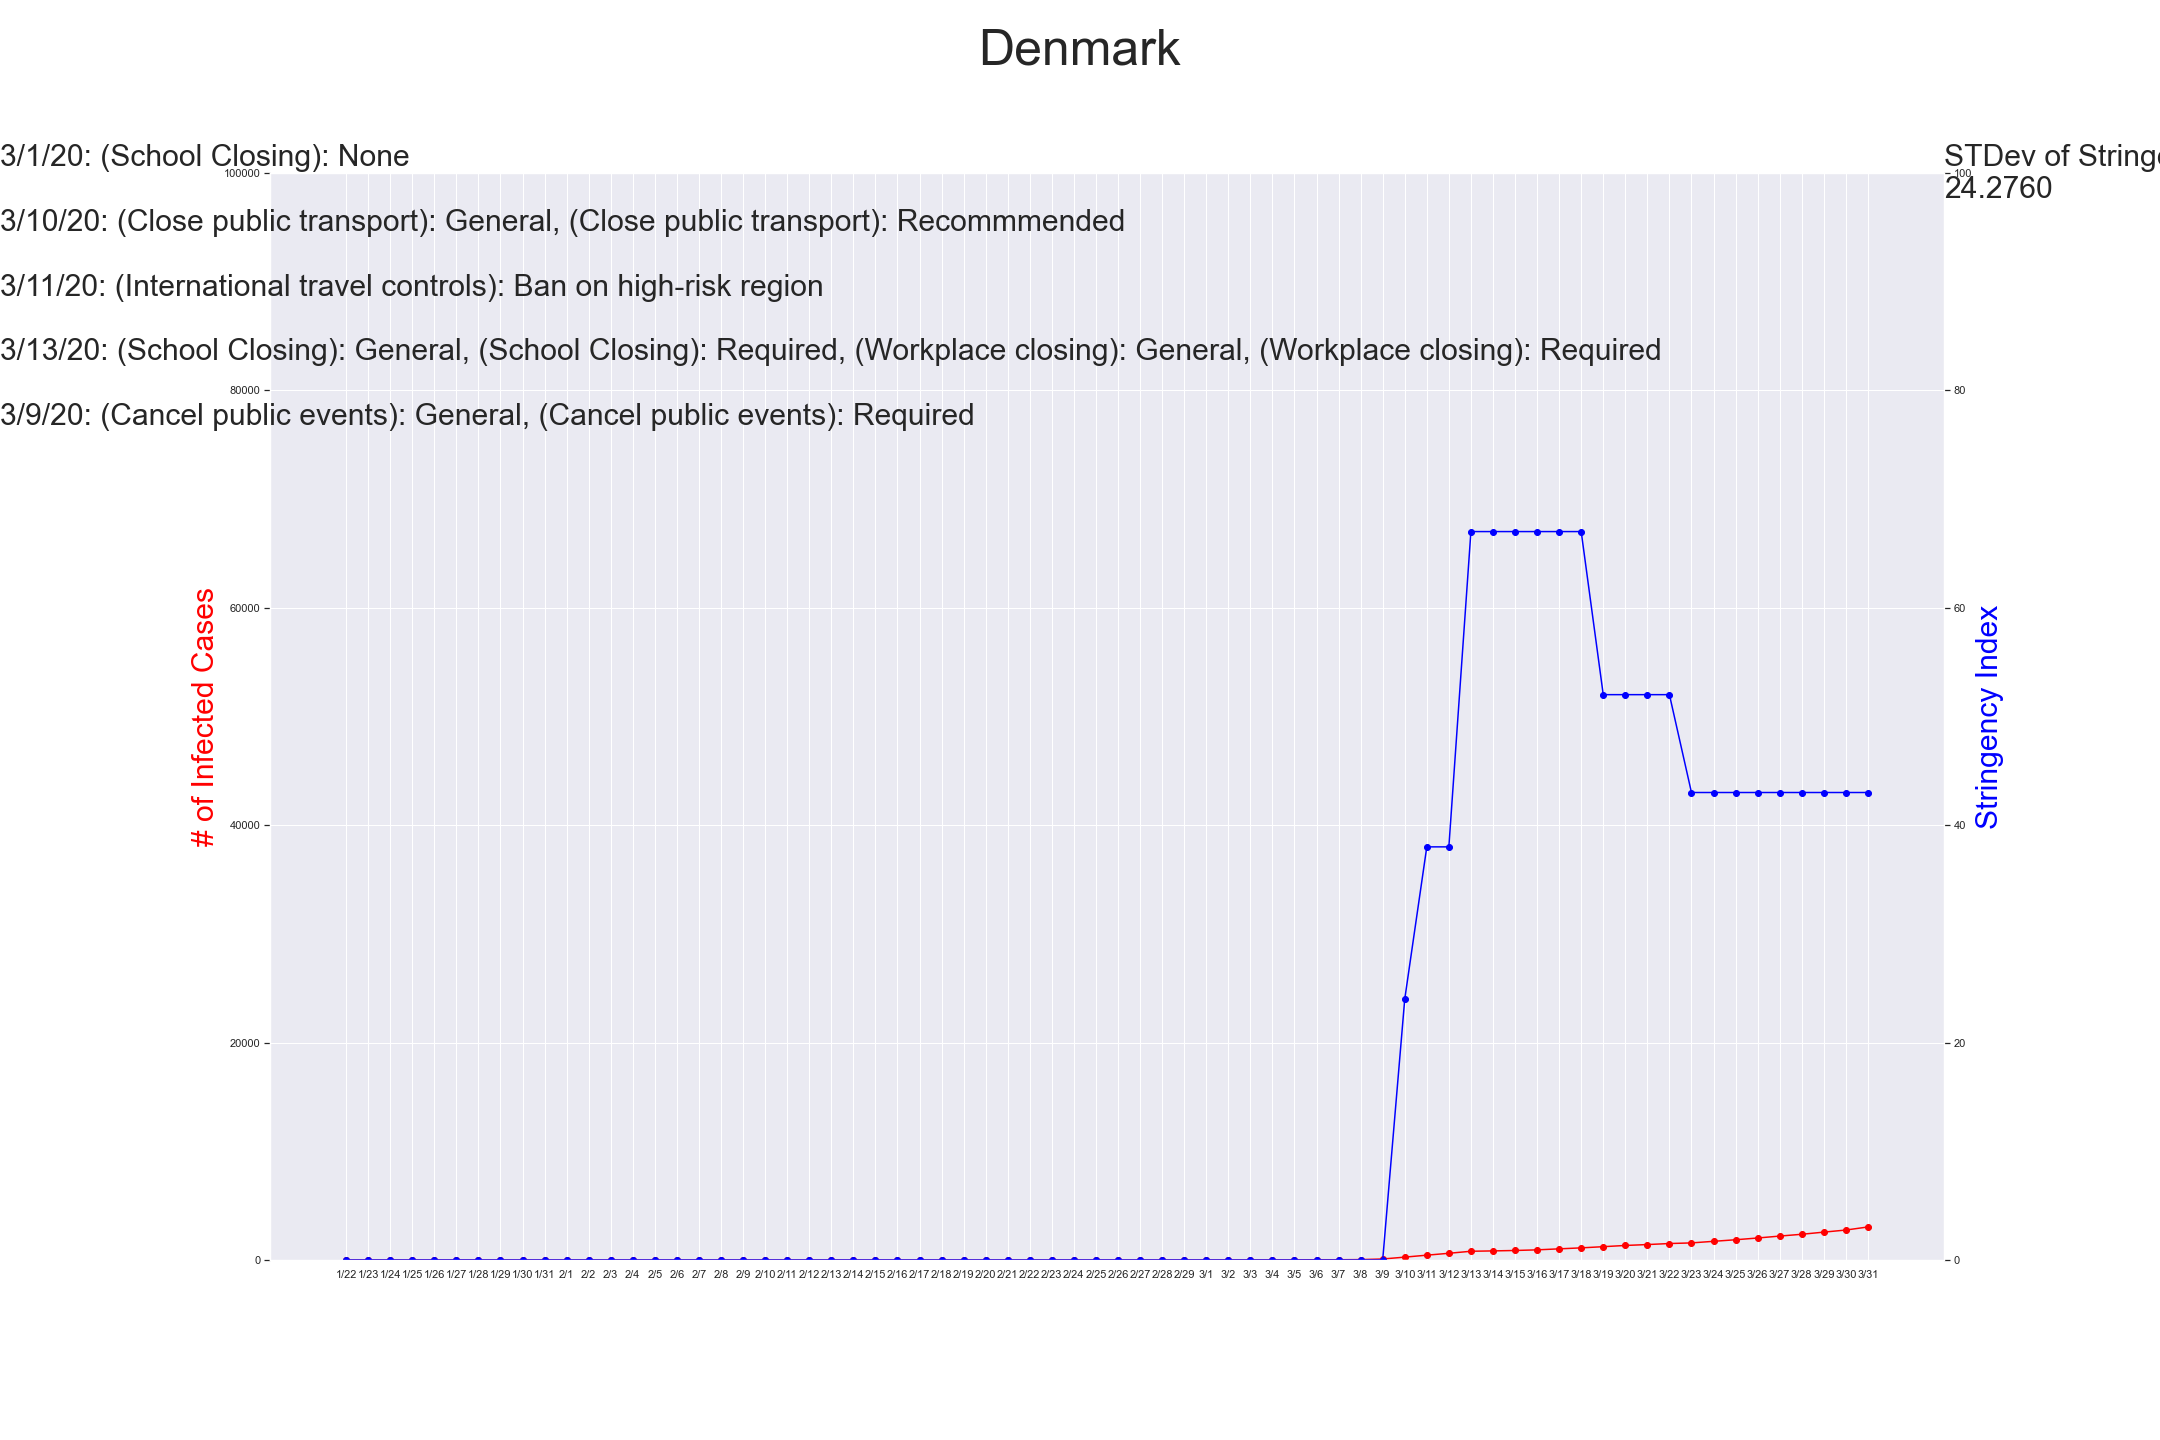 Denmark
3/1/20: (School Closing): None
STDev of Stringe
24.2760
3/10/20: (Close public transport): General, (Close public transport): Recommmended
3/11/20: (International travel controls): Ban on high-risk region
3/13/20: (School Closing): General, (School Closing): Required, (Workplace closing): General, (Workplace closing): Required
3/9/20: (Cancel public events): General, (Cancel public events): Required
# of Infected Cases
100000
80000
60000
40000
20000
0
100
80
60
40
20
0
Stringency Index
1/22 1/23 1/24 1/25 1/26 1/27 1/28 1/29 1/30 1/31 2/1 2/2 2/3 2/4 2/5 2/6 2/7 2/8 2/9 2/10 2/11 2/12 2/13 2/14 2/15 2/16 2/17 2/18 2/19 2/20 2/21 2/22 2/23 2/24 2/25 2/26 2/27 2/28 2/29 3/1 3/2 3/3 3/4 3/5 3/6 3/7 3/8 3/9 3/10 3/11 3/12 3/13 3/14 3/15 3/16 3/17 3/18 3/19 3/20 3/21 3/22 3/23 3/24 3/25 3/26 3/27 3/28 3/29 3/30 3/31